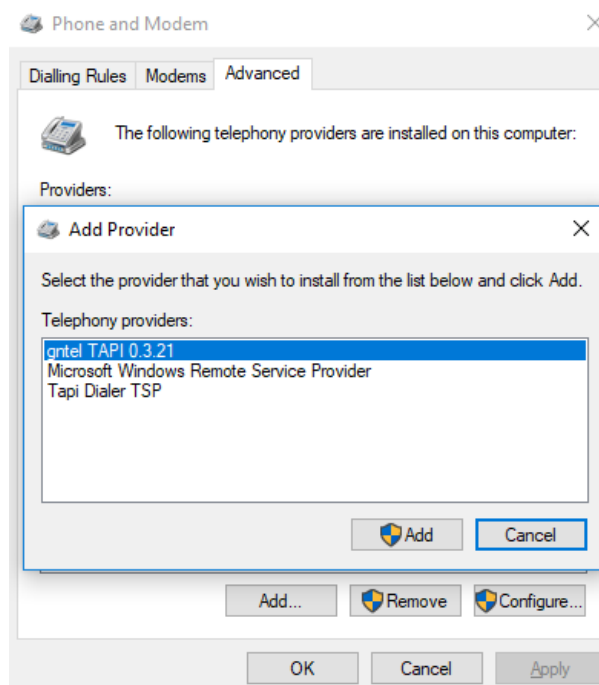 Phone and Modem
Dialling Rules Modems Advanced
The following telephony providers are installed on this computer:
Providers:
Add Provider
Select the provider that you wish to install from the list below and click Add.
Telephony providers:
gntel TAPI 0.3.21
Microsoft Windows Remote Service Provider
Tapi Dialer TSP
Add Cancel
Add... Remove Configure...
OK Cancel Apply